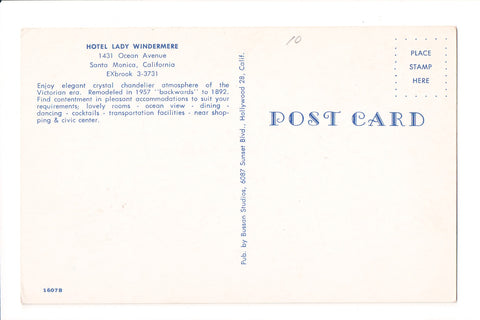 HOTEL LADY WINDERMERE
1431 Ocean Avenue
Santa Monica, California
EXbrook 3-3731
Enjoy elegant crystal chandelier atmosphere of the
Victorian era. Remodeled in 1957 "backwards" to 1892.
Find contentment in pleasant accommodations to suit your
requirements, lovely rooms - ocean view - dining -
dancing - cocktails - transportation facilities - near shop-
ping & civic center.
16078
Pub. by Busson Studios, 6087 Sunset Blvd., Hollywood 28, Calif.
10
POST CARD
PLACE
STAMP
HERE